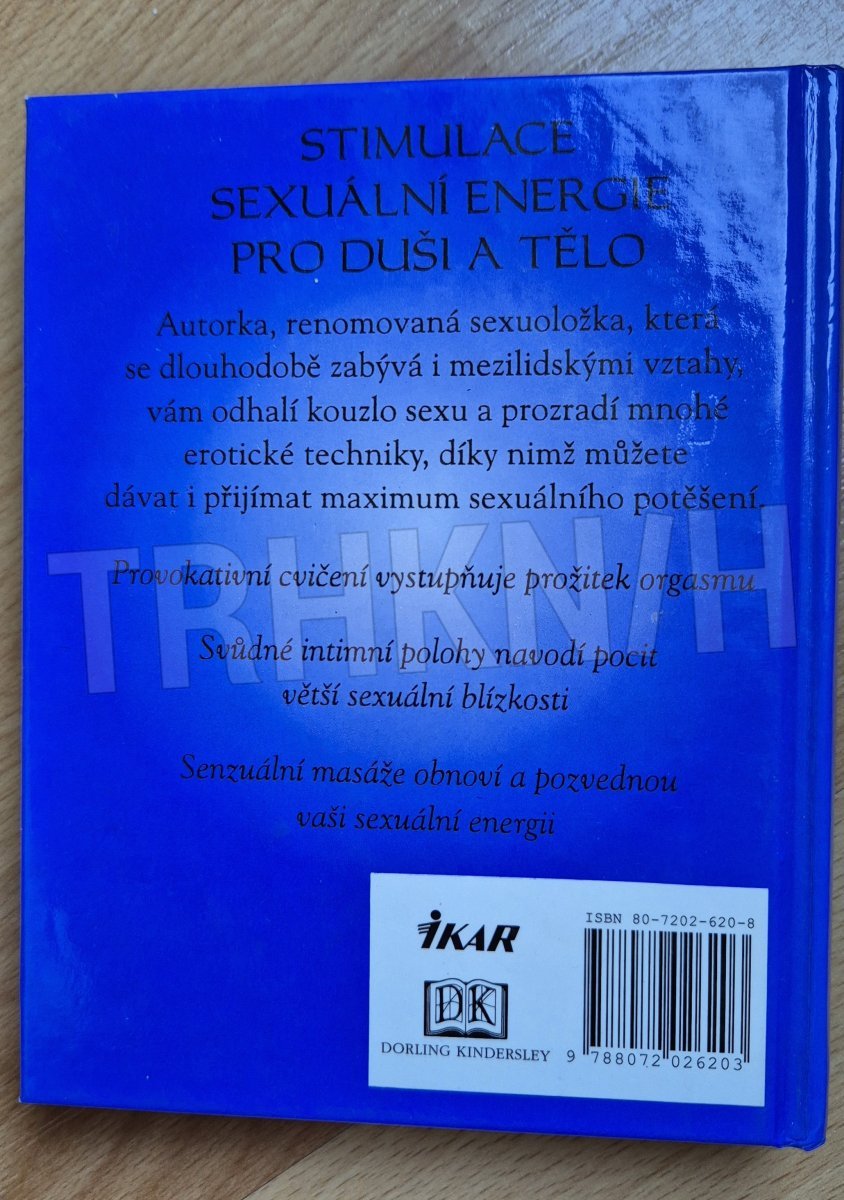 STIMULACE
SEXUÁLNÍ ENERGIE
PRO DUŠI A TĚLO
Autorka, renomovaná sexuoložka, která
se dlouhodobě zabývá i mezilidskými vztahy,
vám odhalí kouzlo sexu a prozradí mnohé
erotické techniky, díky nimž můžete
dávat i přijímat maximum sexuálního potěšení.
Provokativní cvičení vystupňuje prožitek orgasmu
TRHKNIH
Svůdné intimní polohy navodí pocit
větší sexuální blízkosti
Senzuální masáže obnoví a pozvednou
vaši sexuální energii
IKAR
ISBN 80-7202-620-8
DK
DORLING KINDERSLEY
9 788072 026203